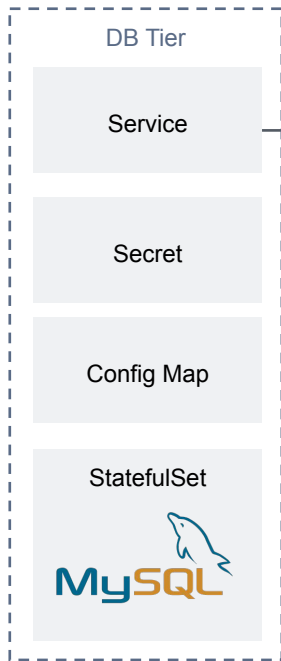 DB Tier
Service
Secret
Config Map
StatefulSet
MySQL